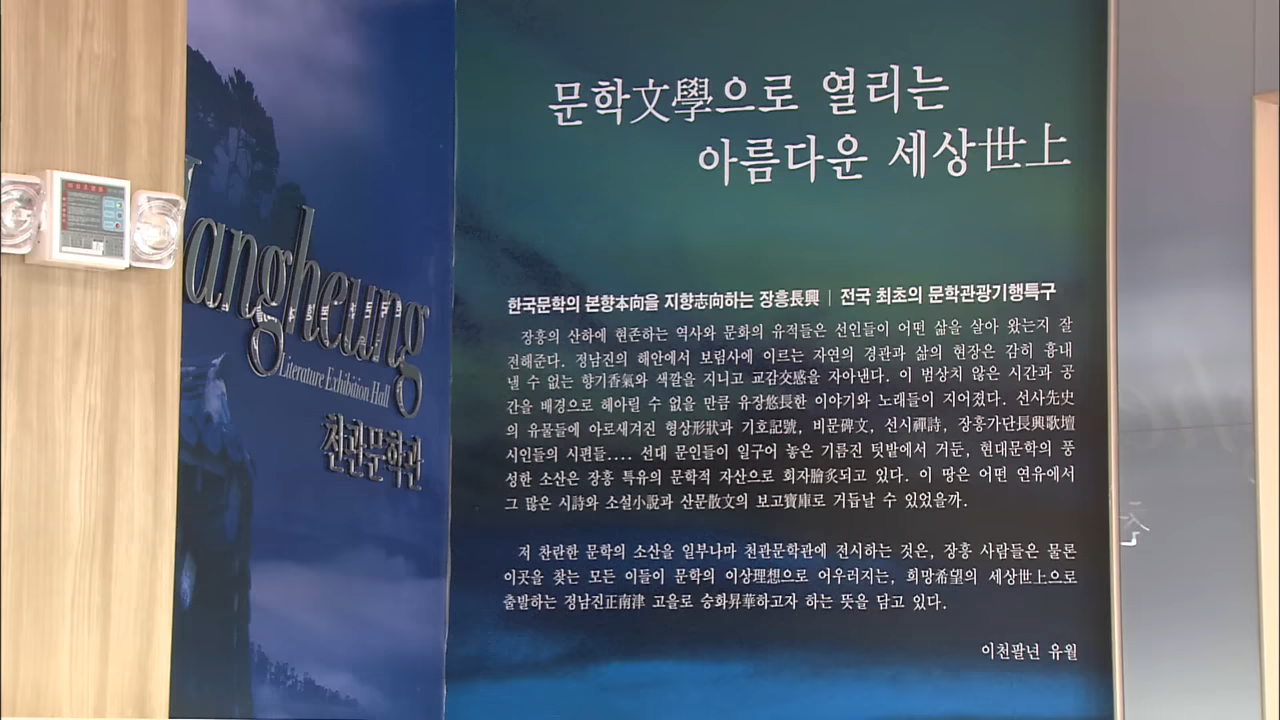 angheung
Literature Exhibition Hall
천관문학관
문학文學으로 열리는
아름다운 세상世上
한국문학의 본향本向을 지향志向하는 장흥長興 | 전국 최초의 문학관광기행특구
장흥의 산하에 현존하는 역사와 문화의 유적들은 선인들이 어떤 삶을 살아 왔는지 잘
전해준다. 정남진의 해안에서 보림사에 이르는 자연의 경관과 삶의 현장은 감히 흉내
낼 수 없는 향기香氣와 색깔을 지니고 교감交感을 자아낸다. 이 범상치 않은 시간과 공
간을 배경으로 헤아릴 수 없을 만큼 유장悠長한 이야기와 노래들이 지어졌다. 선사先史
의 유물들에 아로새겨진 형상形狀과 기호記號, 비문碑文, 선시禪詩, 장흥가단長興歌壇
시인들의 시편들.... 선대 문인들이 일구어 놓은 기름진 텃밭에서 거둔, 현대문학의 풍
성한 소산은 장흥 특유의 문학적 자산으로 회자膾炙되고 있다. 이 땅은 어떤 연유에서
그 많은 시詩와 소설小說과 산문散文의 보고寶庫로 거듭날 수 있었을까.
저 찬란한 문학의 소산을 일부나마 천관문학관에 전시하는 것은, 장흥 사람들은 물론
이곳을 찾는 모든 이들이 문학의 이상理想으로 어우러지는, 희망希望의 세상世上으로
출발하는 정남진正南津 고을로 승화昇華하고자 하는 뜻을 담고 있다.
이천팔년 유월